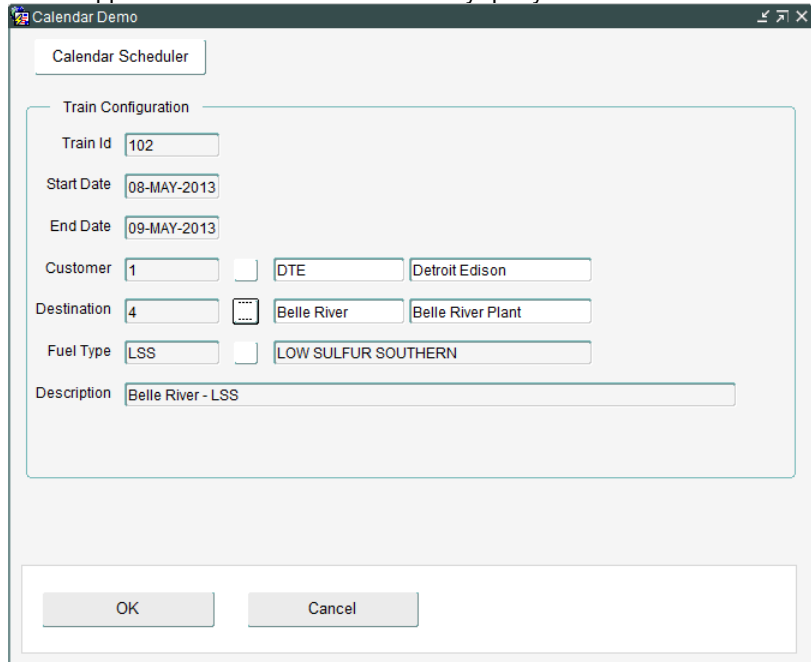 Calendar Demo
Calendar Scheduler
Train Configuration
Train Id 102
Start Date 08-MAY-2013
End Date 09-MAY-2013
Customer 1 DTE Detroit Edison
Destination 4 Belle River Belle River Plant
Fuel Type LSS LOW SULFUR SOUTHERN
Description Belle River - LSS
OK Cancel